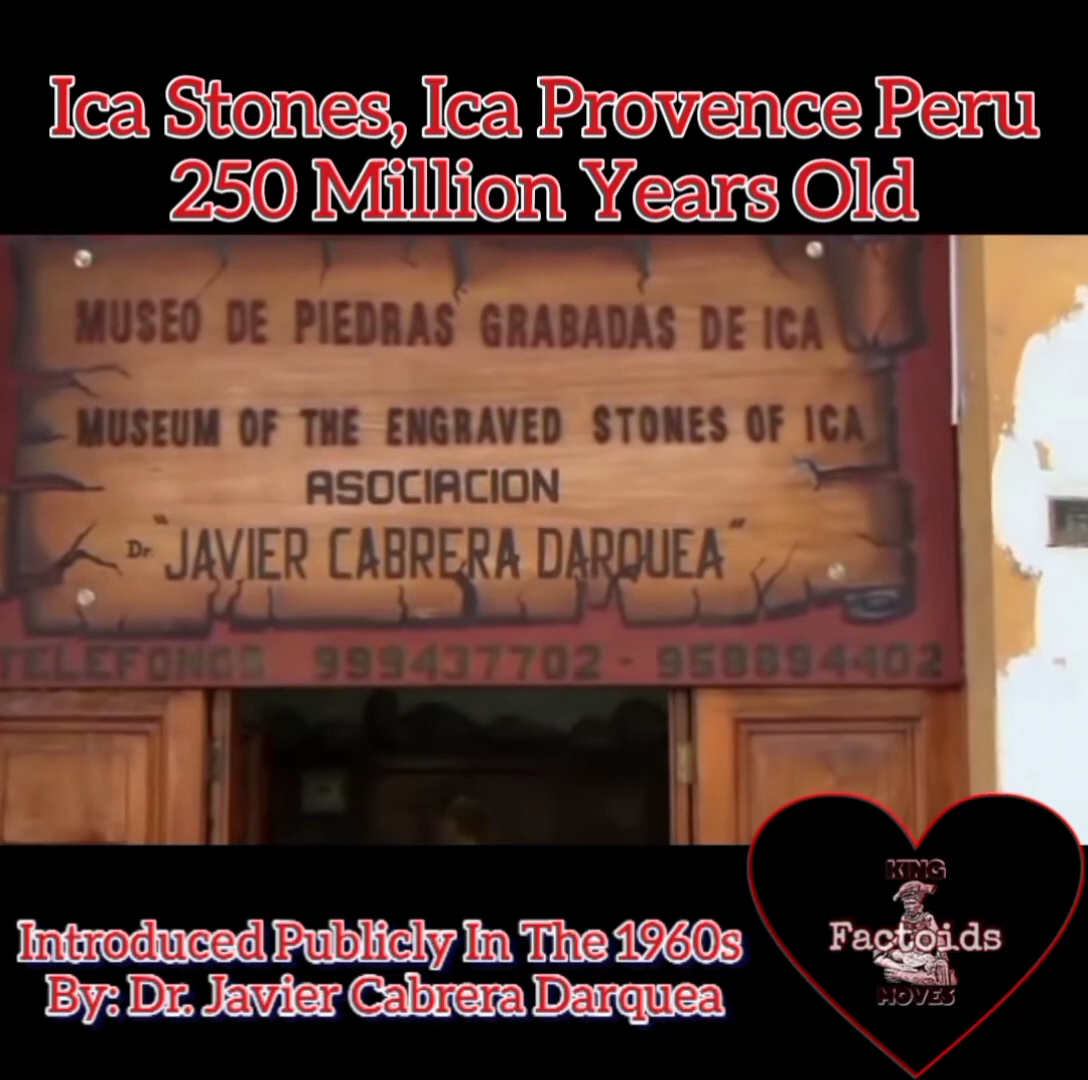 Ica Stones, Ica Provence Peru
250 Million Years Old
MUSEO DE PIEDRAS GRABADAS DE ICA
MUSEUM OF THE ENGRAVED STONES OF ICA
ASOCIACION
Dr. "JAVIER CABRERA DARQUEA"
TELEFONOS 999437702 - 958894402
Introduced Publicly In The 1960s
By: Dr. Javier Cabrera Darquea
KING
Factoids
MOVES